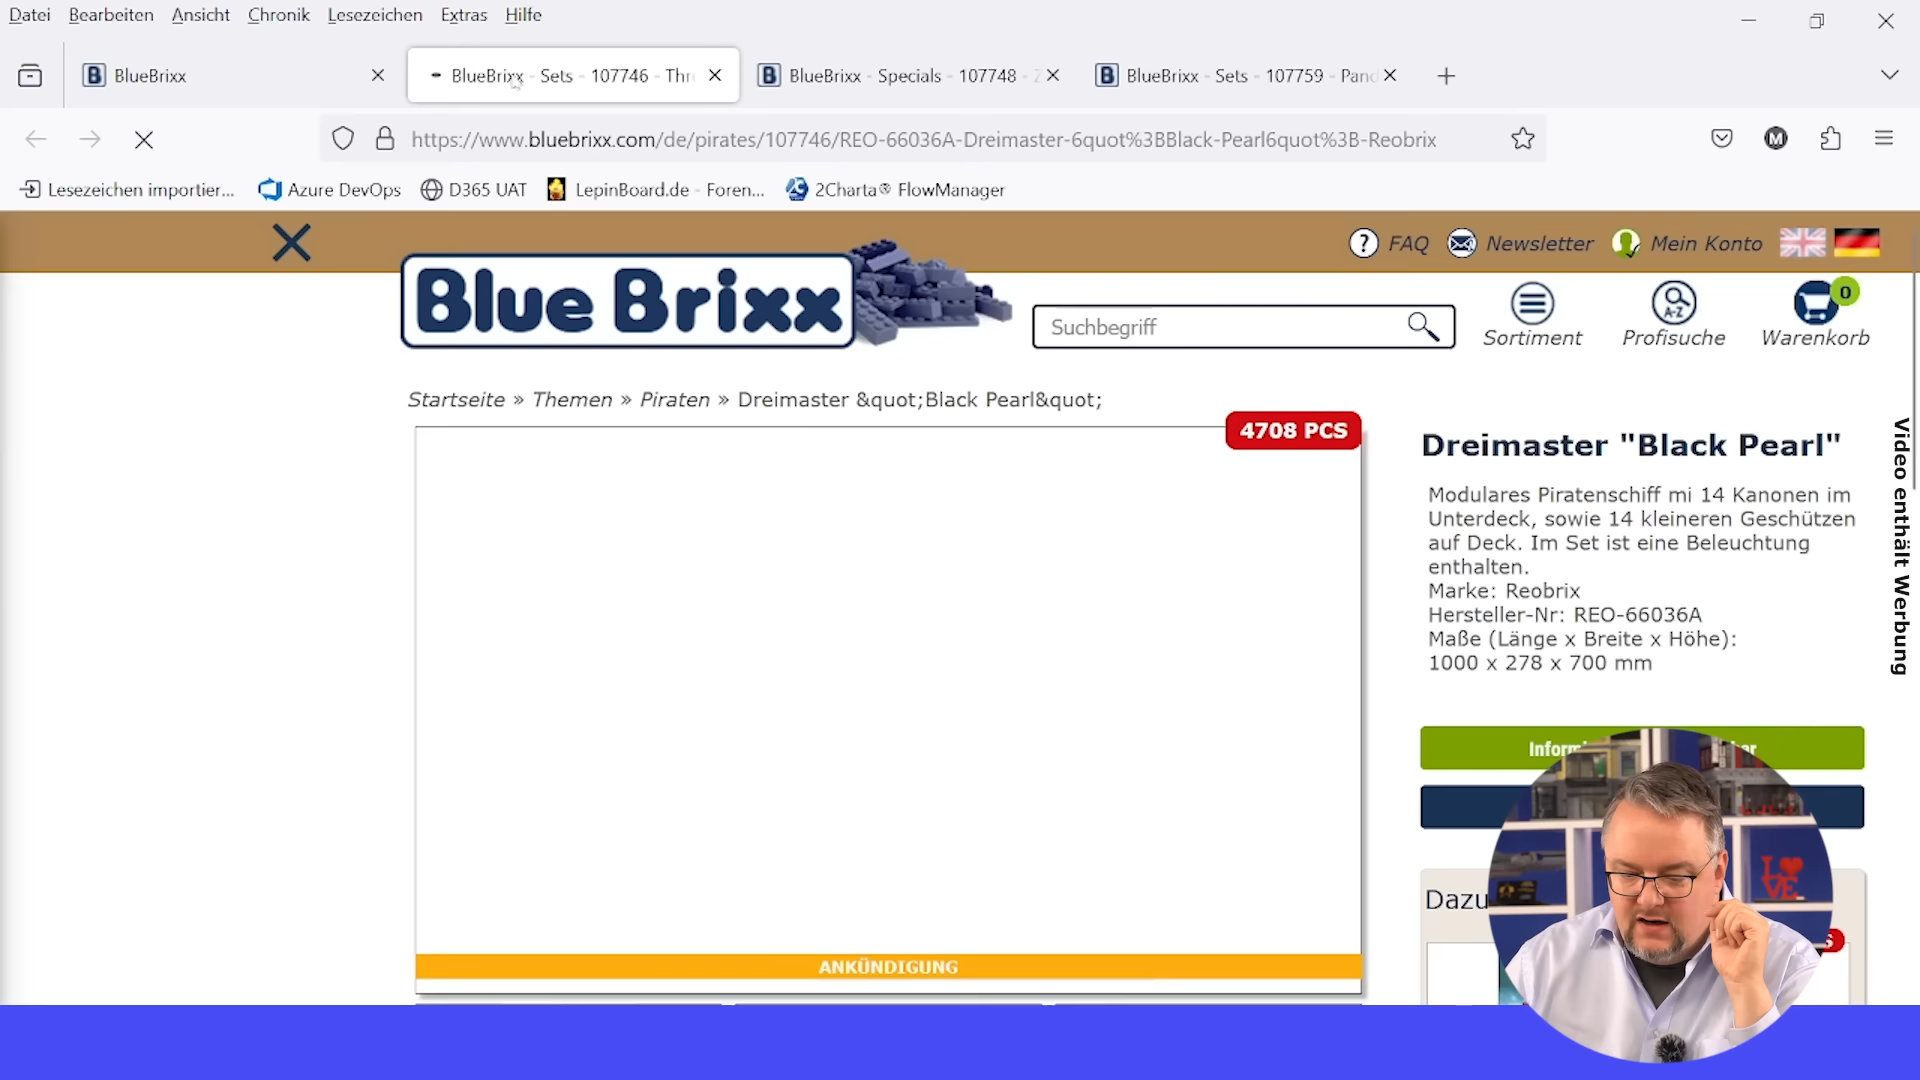 Datei Bearbeiten Ansicht Chronik Lesezeichen Extras Hilfe
BlueBrixx
BlueBrixx - Sets - 107746 - Thr
BlueBrixx - Specials - 107748 - Z
BlueBrixx - Sets - 107759 - Pand
https://www.bluebrixx.com/de/pirates/107746/REO-66036A-Dreimaster-6quot%3BBlack-Pearl6quot%3B-Reobrix
Lesezeichen importier... Azure DevOps D365 UAT LepinBoard.de - Foren... 2Charta® FlowManager
? FAQ Newsletter Mein Konto
Blue Brixx
Suchbegriff
A-Z
0
Sortiment Profisuche Warenkorb
Startseite » Themen » Piraten » Dreimaster &quot;Black Pearl&quot;
4708 PCS
Dreimaster "Black Pearl"
Modulares Piratenschiff mi 14 Kanonen im
Unterdeck, sowie 14 kleineren Geschützen
auf Deck. Im Set ist eine Beleuchtung
enthalten.
Marke: Reobrix
Hersteller-Nr: REO-66036A
Maße (Länge x Breite x Höhe):
1000 x 278 x 700 mm
Video enthält Werbung
Dazu
LOVE
ANKÜNDIGUNG